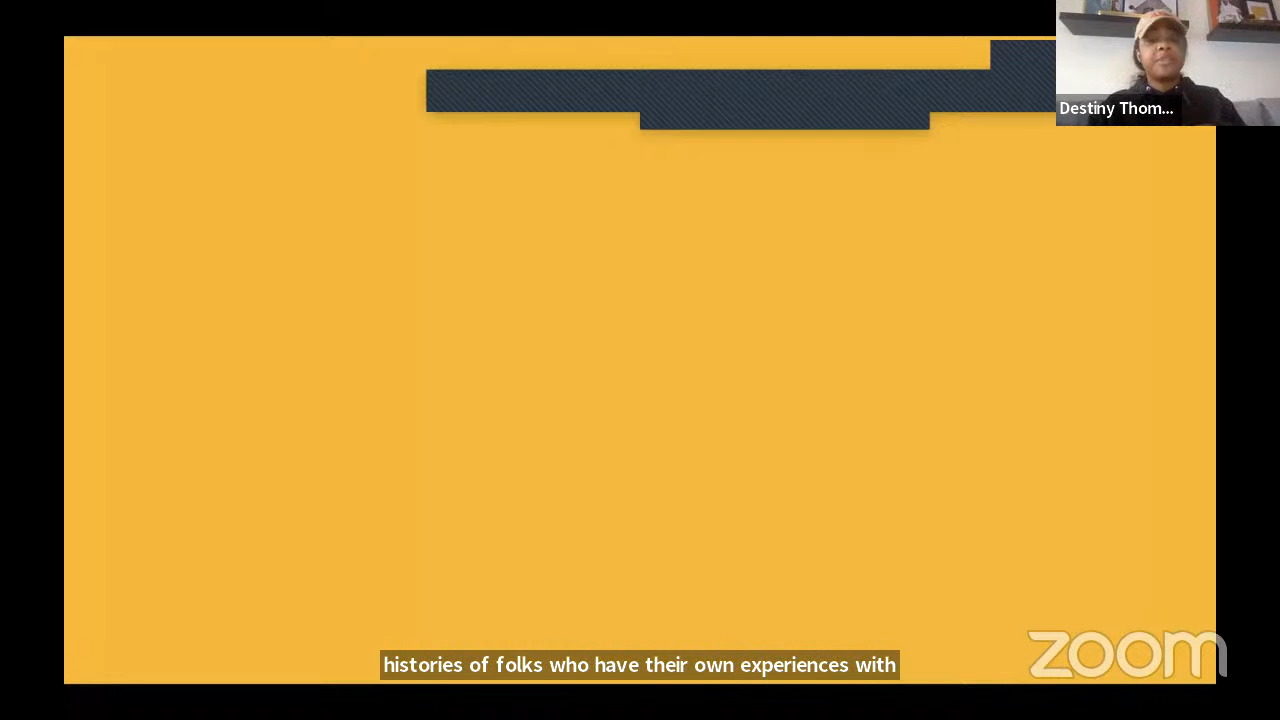 Destiny Thom...
histories of folks who have their own experiences with
zoom